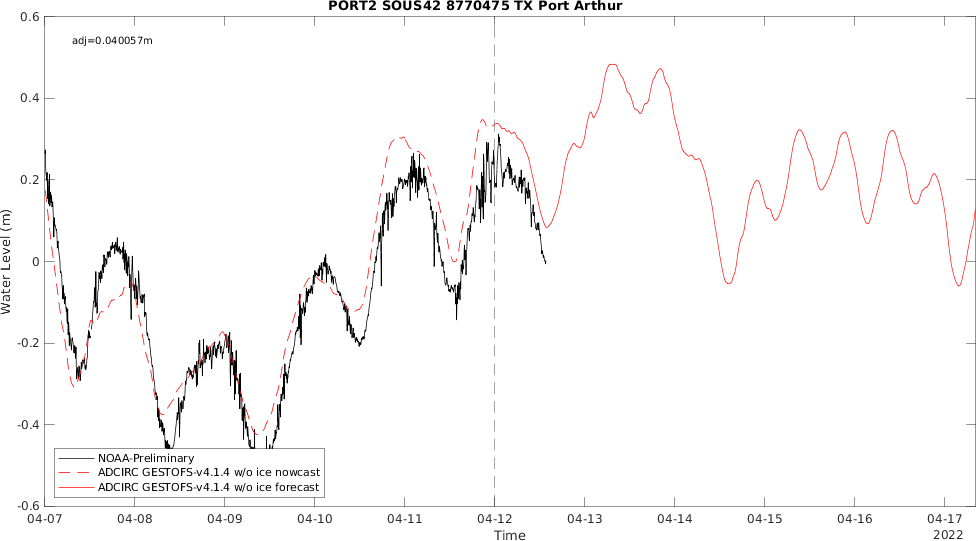 PORT2 SOUS42 8770475 TX Port Arthur
adj=0.040057m
0.6
0.4
0.2
0
-0.2
-0.4
-0.6
Water Level (m)
NOAA-Preliminary
ADCIRC GESTOFS-v4.1.4 w/o ice nowcast
ADCIRC GESTOFS-v4.1.4 w/o ice forecast
04-07 04-08 04-09 04-10 04-11 04-12 04-13 04-14 04-15 04-16 04-17
Time
2022